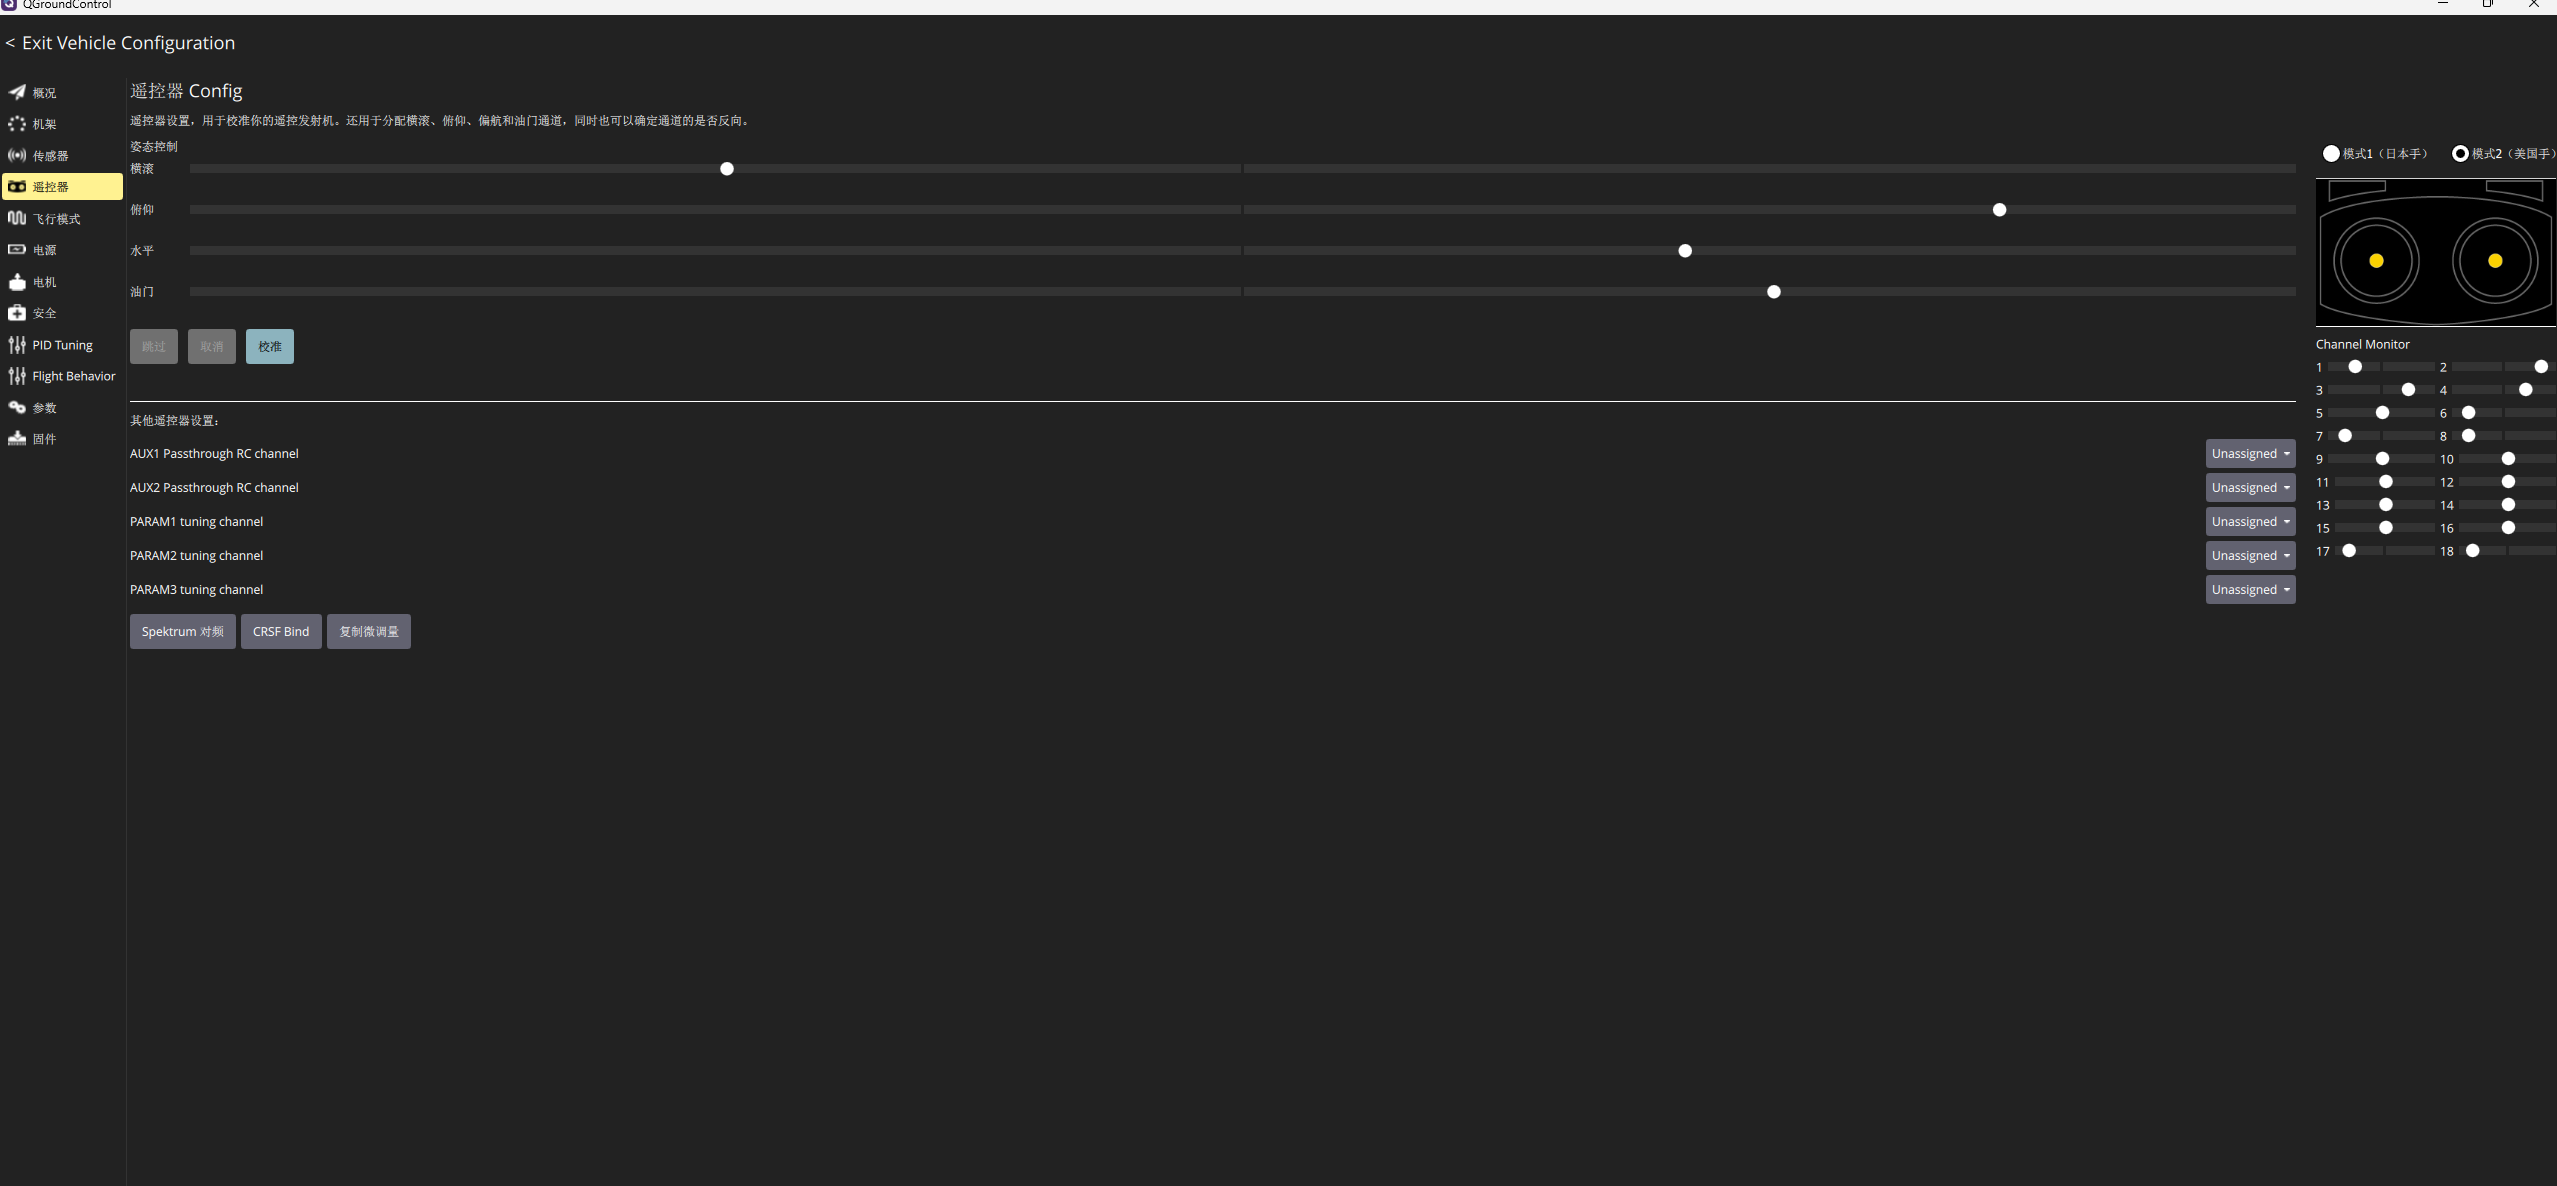 QGroundControl
< Exit Vehicle Configuration
概况
机架
传感器
遥控器
飞行模式
电源
电机
安全
PID Tuning
Flight Behavior
参数
固件
遥控器 Config
遥控器设置，用于校准你的遥控发射机。还用于分配横滚、俯仰、偏航和油门通道，同时也可以确定通道的是否反向。
姿态控制
横滚
俯仰
水平
油门
跳过 取消 校准
其他遥控器设置：
AUX1 Passthrough RC channel Unassigned
AUX2 Passthrough RC channel Unassigned
PARAM1 tuning channel Unassigned
PARAM2 tuning channel Unassigned
PARAM3 tuning channel Unassigned
Spektrum 对频 CRSF Bind 复制微调量
模式1（日本手） 模式2（美国手）
Channel Monitor
1 2
3 4
5 6
7 8
9 10
11 12
13 14
15 16
17 18